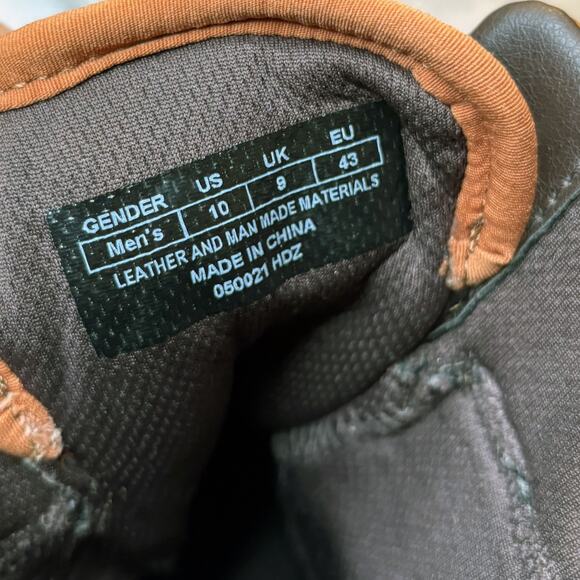 GENDER US UK EU
Men's 10 9 43
LEATHER AND MAN MADE MATERIALS
MADE IN CHINA
050021 HDZ